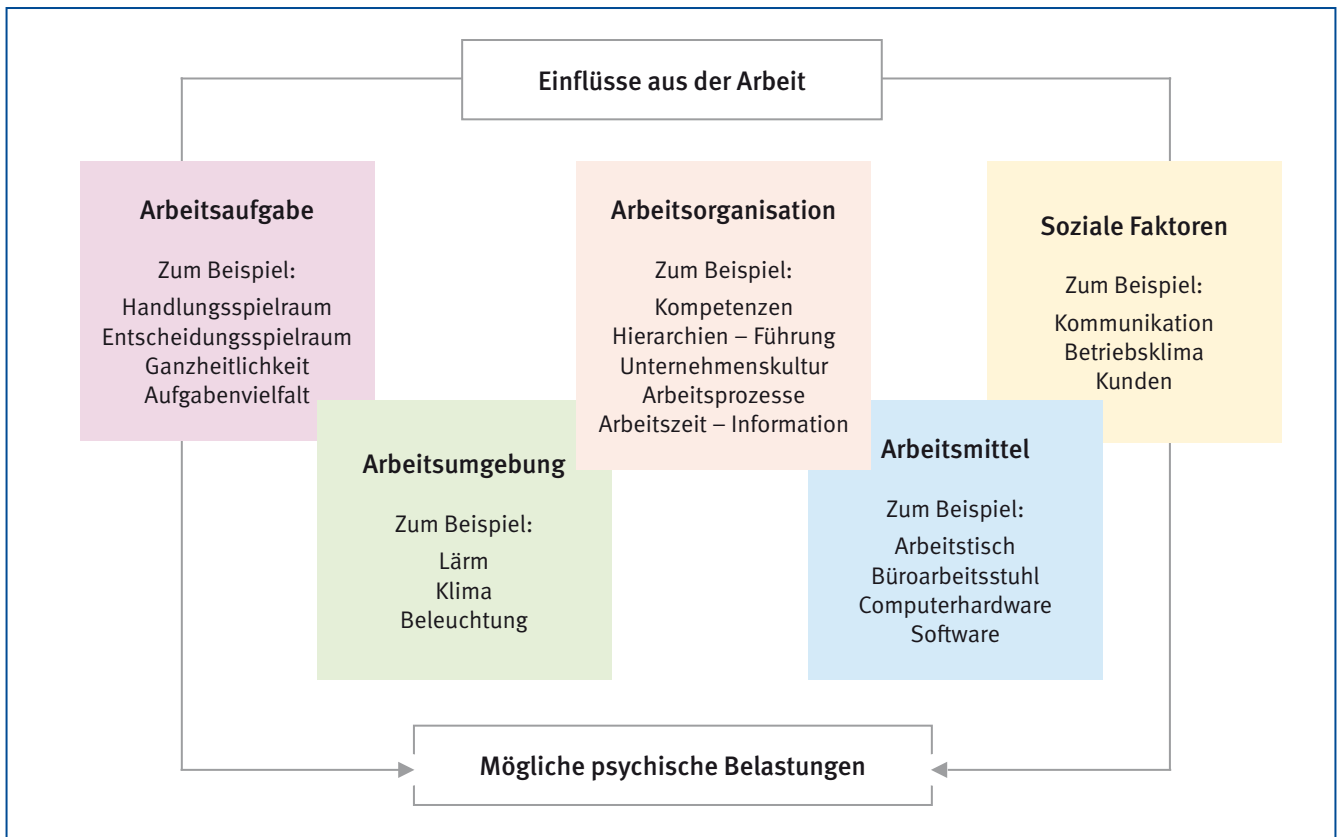 Einflüsse aus der Arbeit
Arbeitsaufgabe
Zum Beispiel:
Handlungsspielraum
Entscheidungsspielraum
Ganzheitlichkeit
Aufgabenvielfalt
Arbeitsumgebung
Zum Beispiel:
Lärm
Klima
Beleuchtung
Arbeitsorganisation
Zum Beispiel:
Kompetenzen
Hierarchien – Führung
Unternehmenskultur
Arbeitsprozesse
Arbeitszeit – Information
Arbeitsmittel
Zum Beispiel:
Arbeitstisch
Büroarbeitsstuhl
Computerhardware
Software
Soziale Faktoren
Zum Beispiel:
Kommunikation
Betriebsklima
Kunden
Mögliche psychische Belastungen